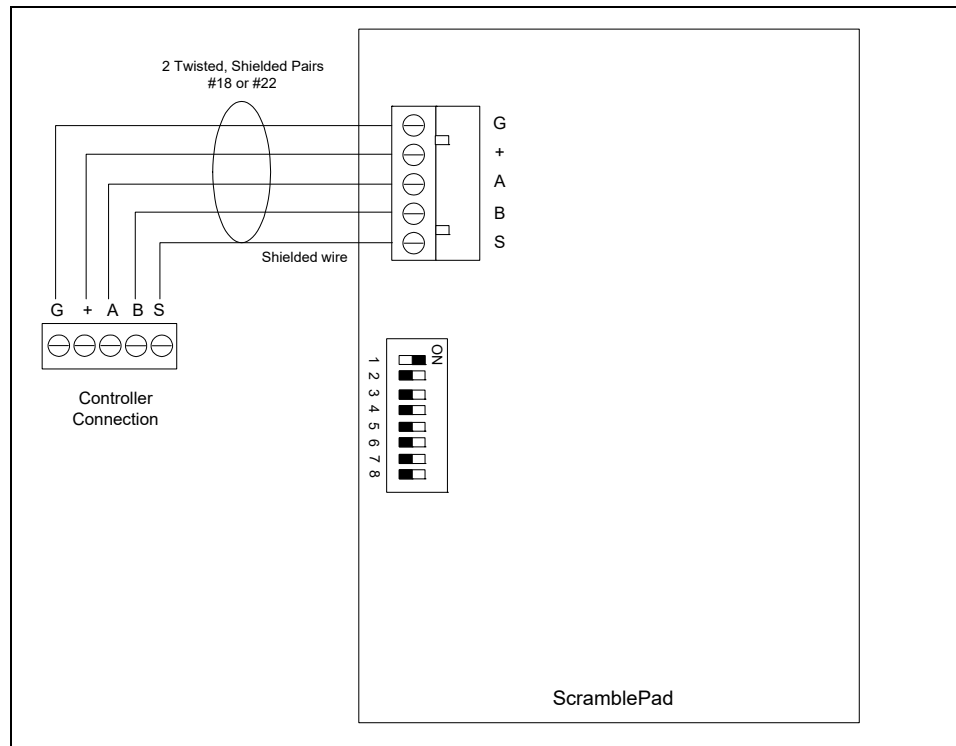 2 Twisted, Shielded Pairs
#18 or #22
G
+
A
B
S
Shielded wire
G + A B S
Controller
Connection
ON
1
2
3
4
5
6
7
8
ScramblePad